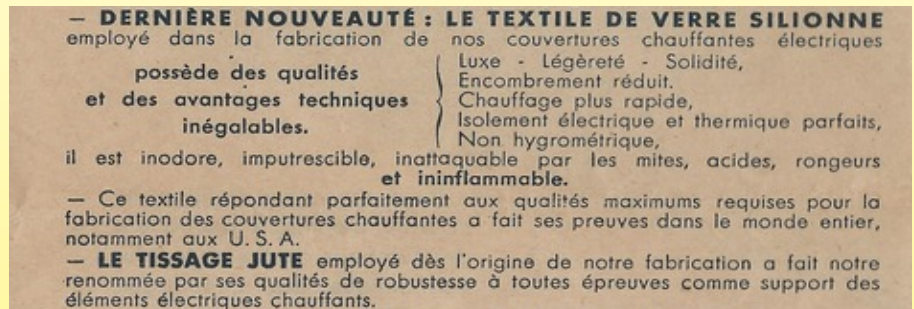 — DERNIÈRE NOUVEAUTÉ : LE TEXTILE DE VERRE SILIONNE
employé dans la fabrication de nos couvertures chauffantes électriques
possède des qualités
et des avantages techniques
inégalables.
Luxe - Légèreté - Solidité,
Encombrement réduit.
Chauffage plus rapide,
Isolement électrique et thermique parfaits,
Non hygrométrique,
il est inodore, imputrescible, inattaquable par les mites, acides, rongeurs
et ininflammable.
— Ce textile répondant parfaitement aux qualités maximums requises pour la
fabrication des couvertures chauffantes a fait ses preuves dans le monde entier,
notamment aux U. S. A.
— LE TISSAGE JUTE employé dès l'origine de notre fabrication a fait notre
renommée par ses qualités de robustesse à toutes épreuves comme support des
éléments électriques chauffants.